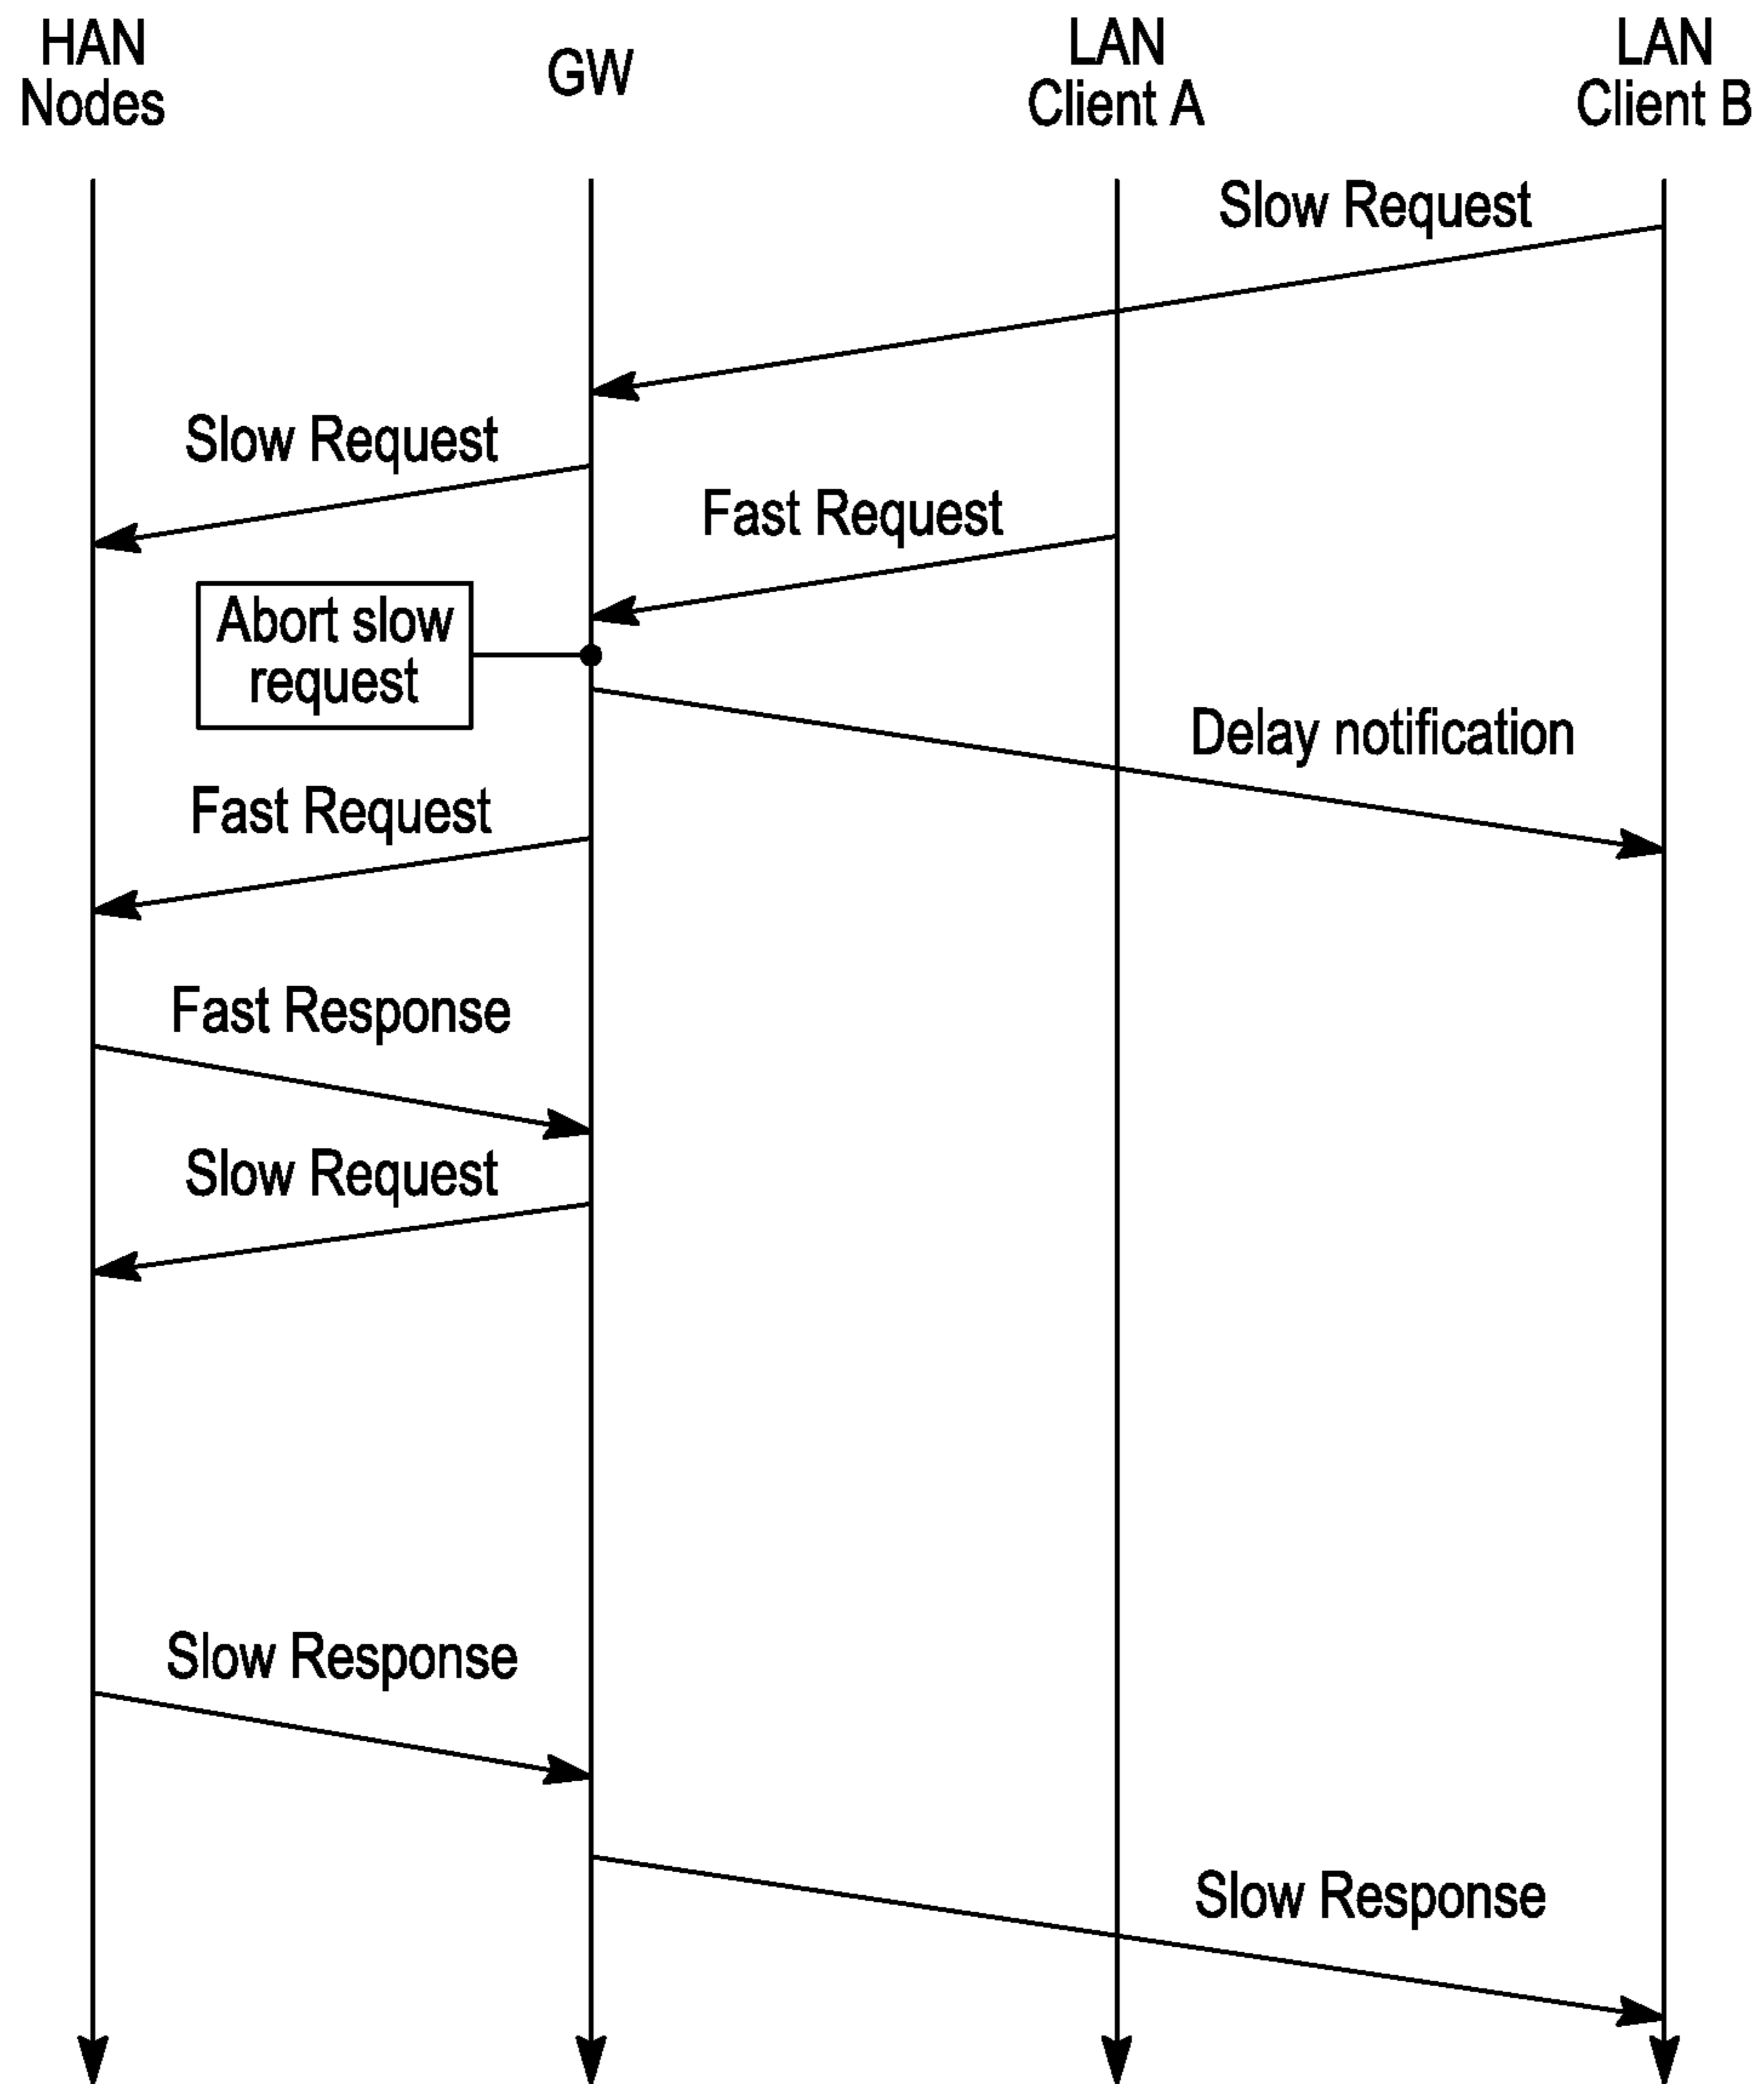 HAN
Nodes
GW
LAN
Client A
LAN
Client B
Slow Request
Slow Request
Fast Request
Abort slow
request
Delay notification
Fast Request
Fast Response
Slow Request
Slow Response
Slow Response